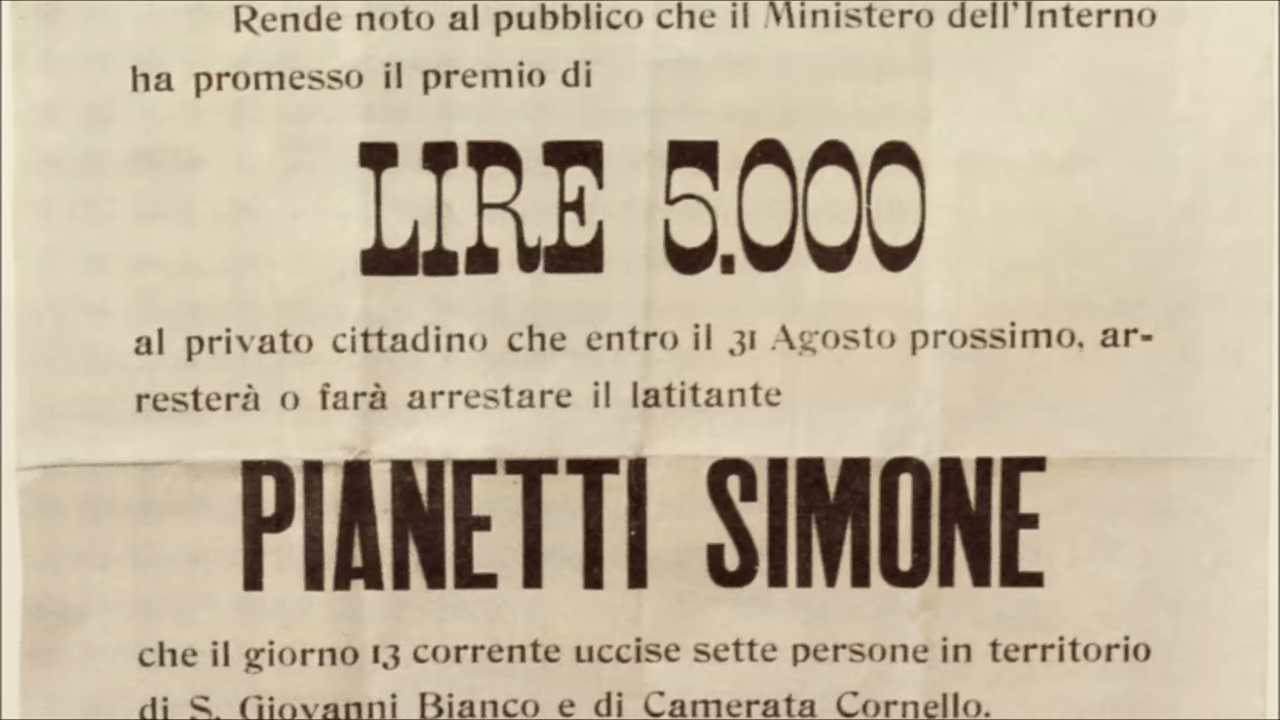 Rende noto al pubblico che il Ministero dell'Interno
ha promesso il premio di
LIRE 5.000
al privato cittadino che entro il 31 Agosto prossimo, ar-
resterà o farà arrestare il latitante
PIANETTI SIMONE
che il giorno 13 corrente uccise sette persone in territorio
di S. Giovanni Bianco e di Camerata Cornello.